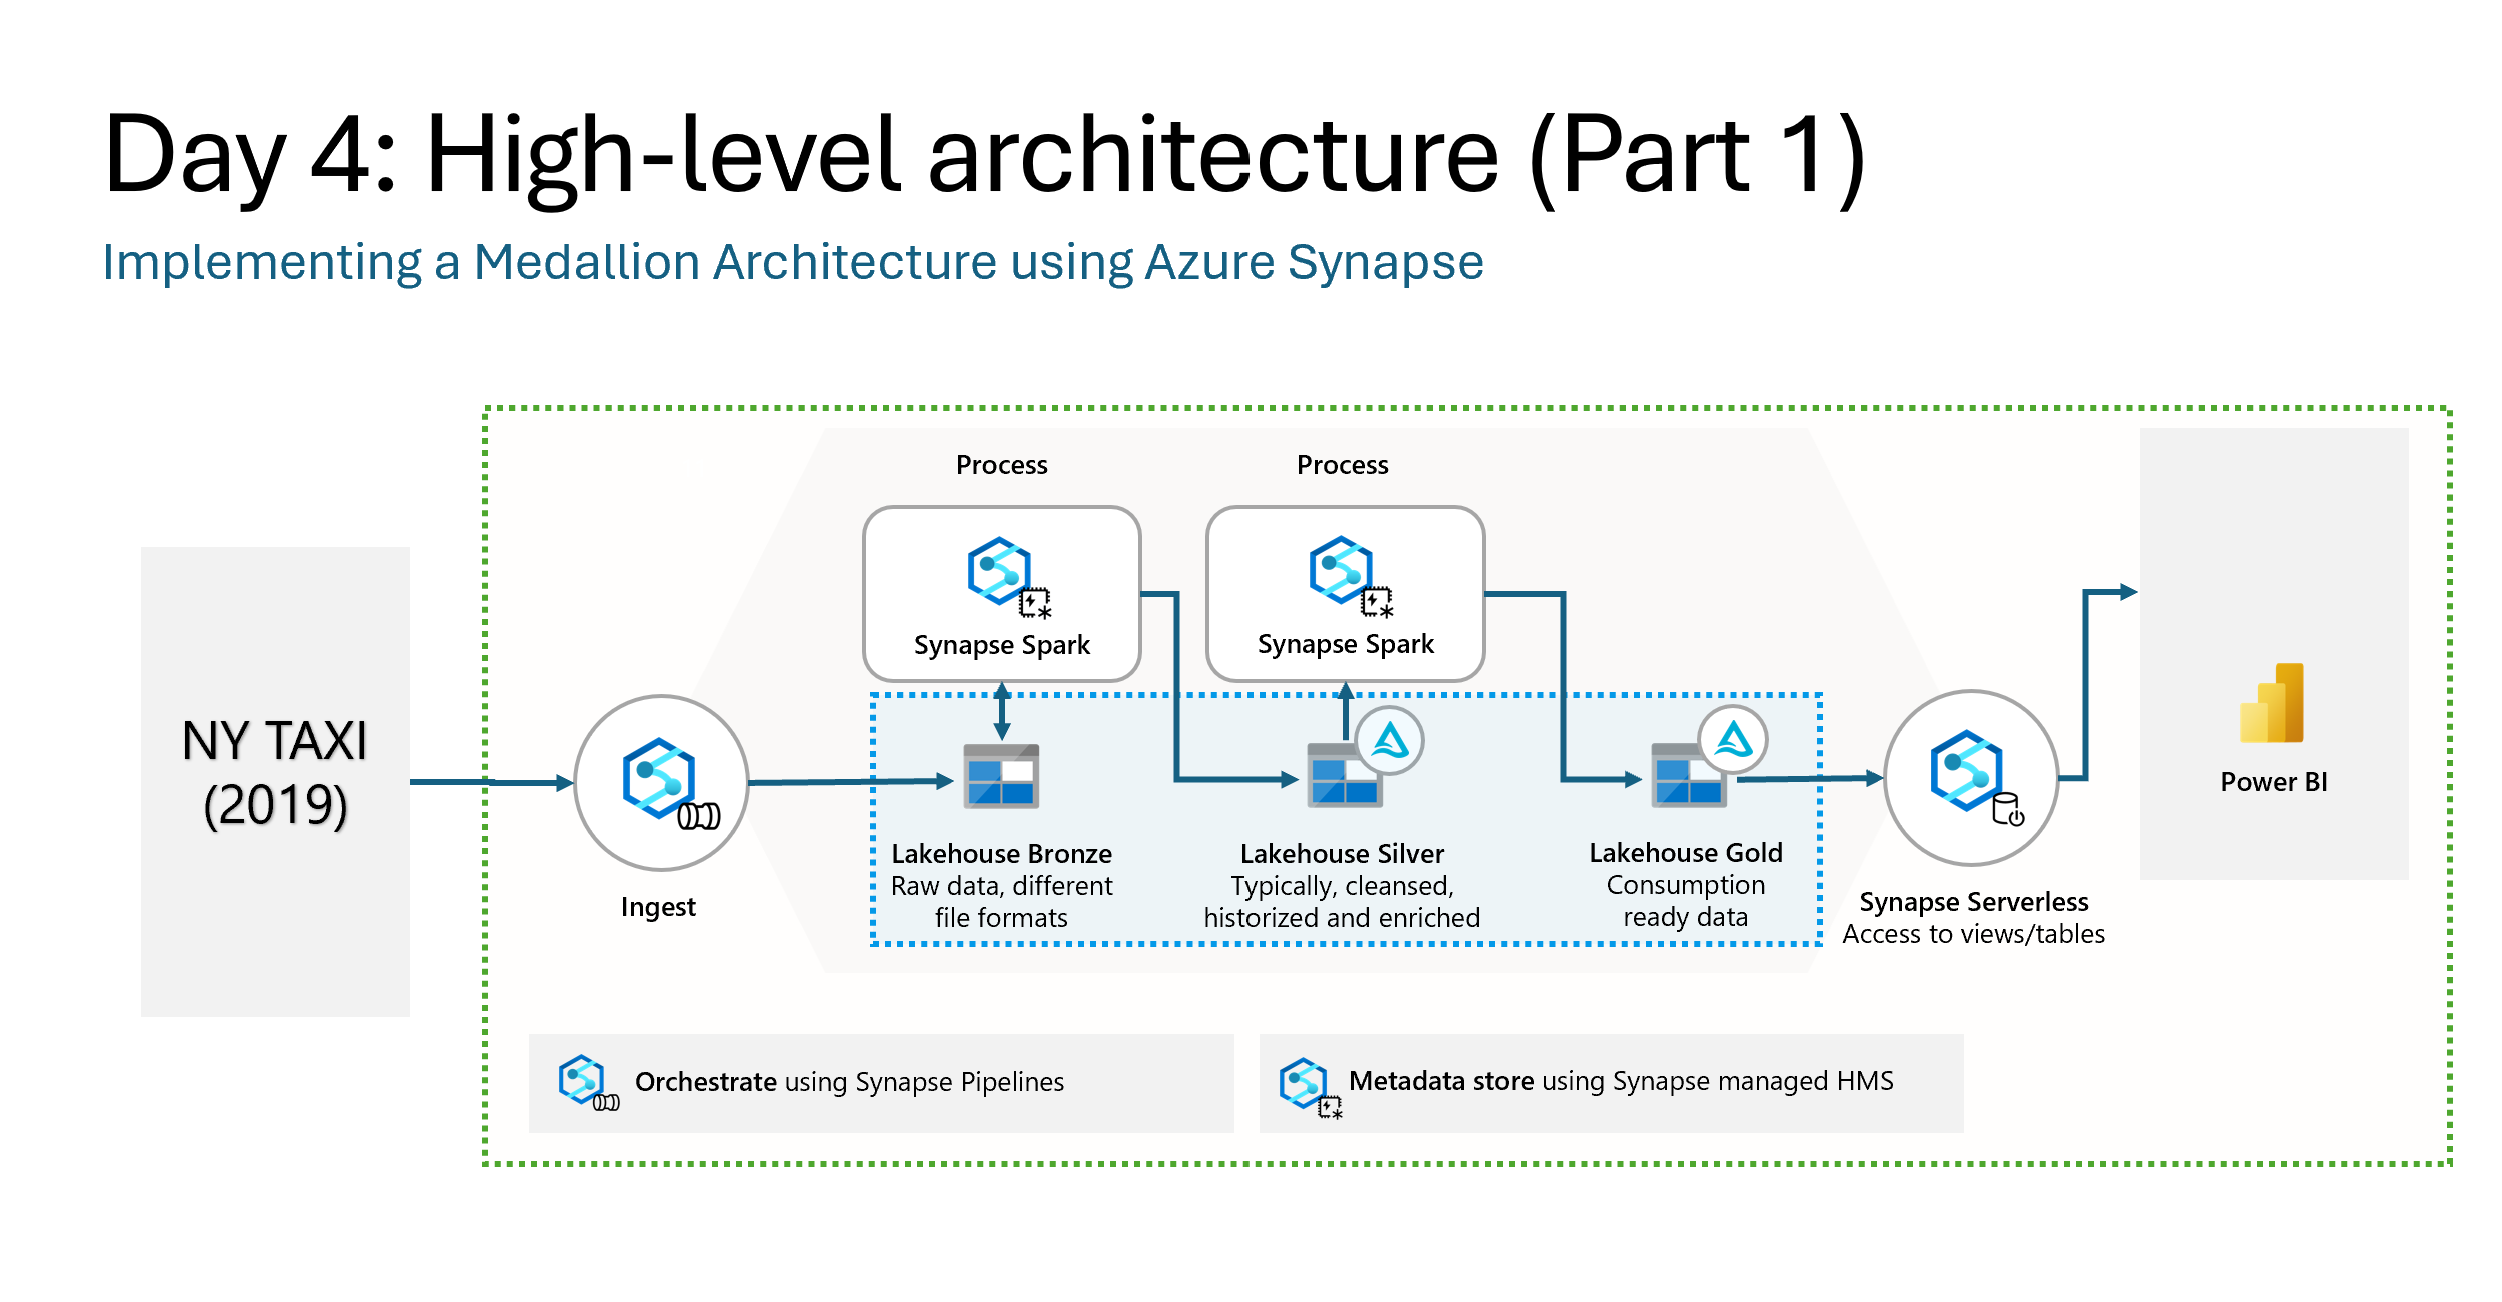 Day 4: High-level architecture (Part 1)
Implementing a Medallion Architecture using Azure Synapse
NY TAXI
(2019)
Ingest
Process
Synapse Spark
Process
Synapse Spark
Lakehouse Bronze
Raw data, different
file formats
Lakehouse Silver
Typically, cleansed,
historized and enriched
Lakehouse Gold
Consumption
ready data
Synapse Serverless
Access to views/tables
Power BI
Orchestrate using Synapse Pipelines
Metadata store using Synapse managed HMS